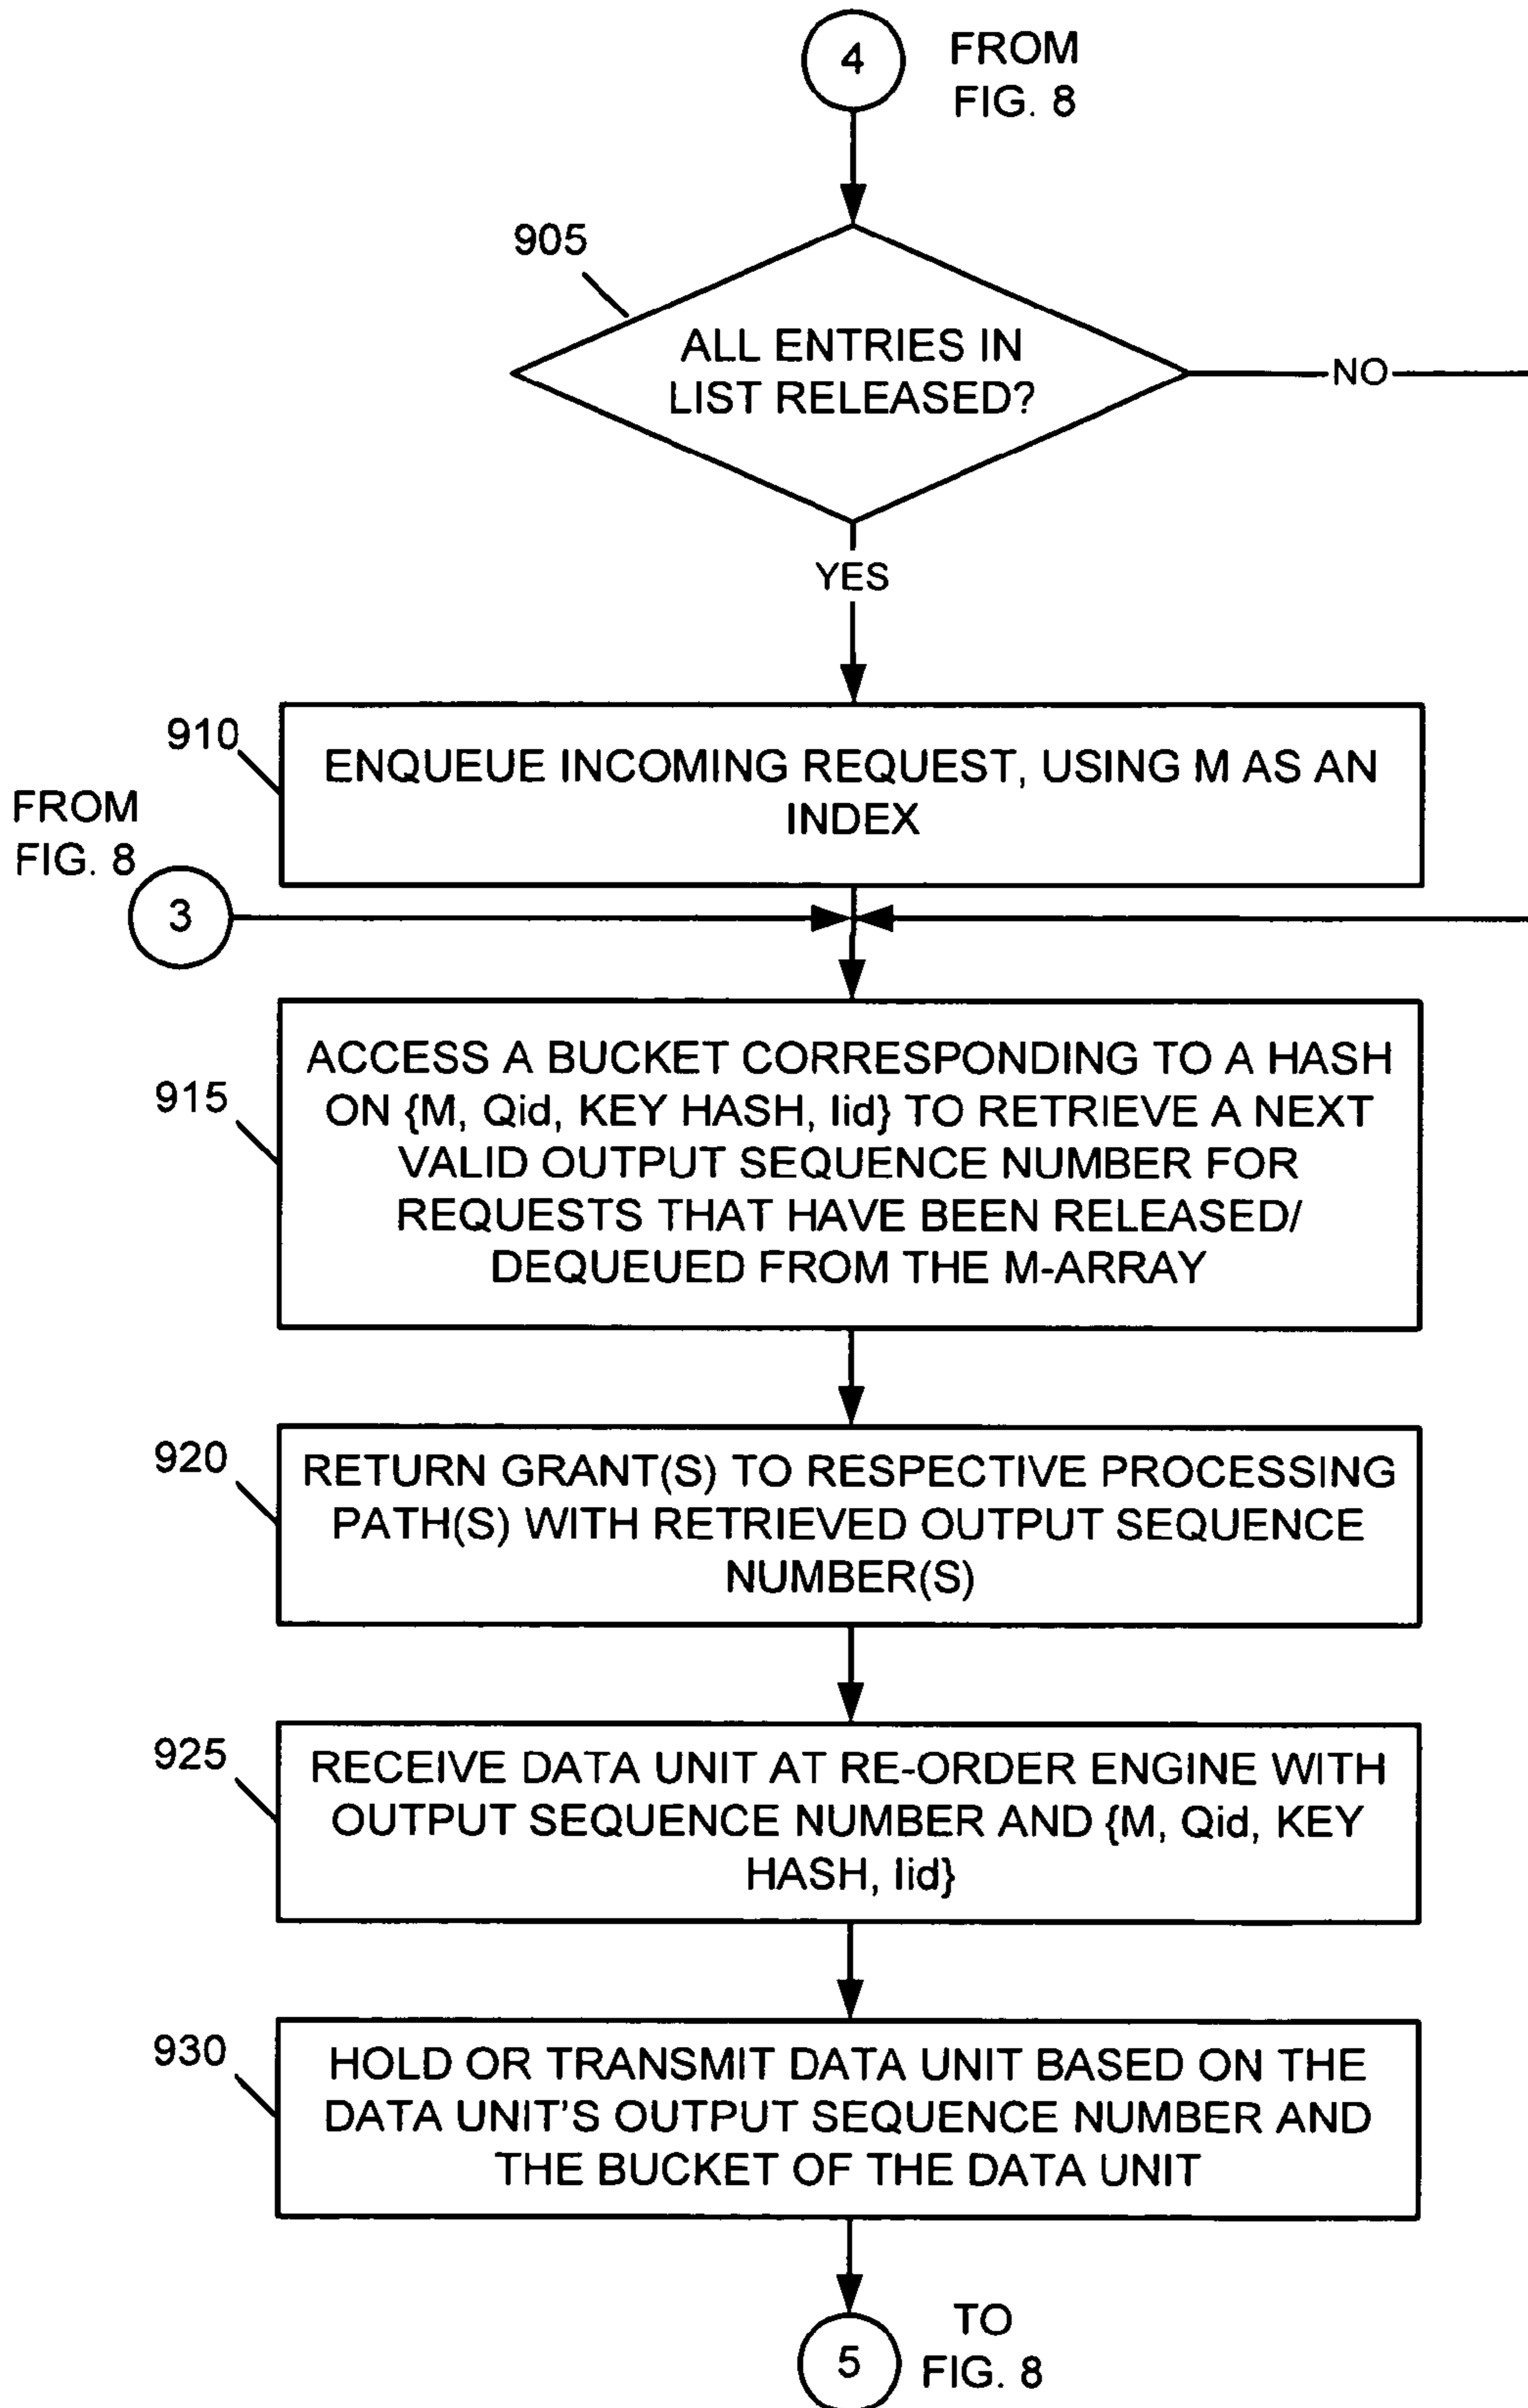 4
FROM
FIG. 8
905
ALL ENTRIES IN
LIST RELEASED?
NO
YES
910
ENQUEUE INCOMING REQUEST, USING M AS AN
INDEX
FROM
FIG. 8
3
915
ACCESS A BUCKET CORRESPONDING TO A HASH
ON {M, Qid, KEY HASH, Iid} TO RETRIEVE A NEXT
VALID OUTPUT SEQUENCE NUMBER FOR
REQUESTS THAT HAVE BEEN RELEASED/
DEQUEUED FROM THE M-ARRAY
920
RETURN GRANT(S) TO RESPECTIVE PROCESSING
PATH(S) WITH RETRIEVED OUTPUT SEQUENCE
NUMBER(S)
925
RECEIVE DATA UNIT AT RE-ORDER ENGINE WITH
OUTPUT SEQUENCE NUMBER AND {M, Qid, KEY
HASH, Iid}
930
HOLD OR TRANSMIT DATA UNIT BASED ON THE
DATA UNIT'S OUTPUT SEQUENCE NUMBER AND
THE BUCKET OF THE DATA UNIT
5
TO
FIG. 8